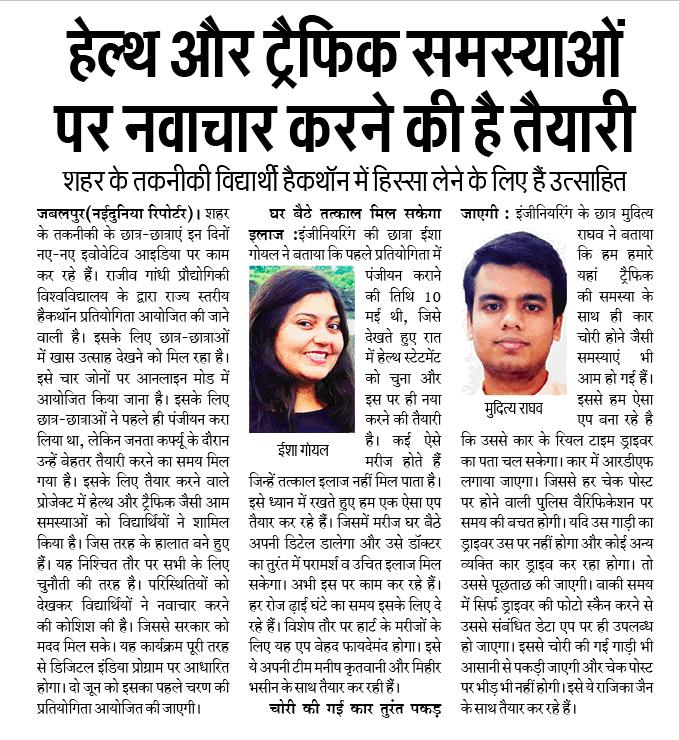 हेल्थ और ट्रैफिक समस्याओं
पर नवाचार करने की है तैयारी
शहर के तकनीकी विद्यार्थी हैकथॉन में हिस्सा लेने के लिए हैं उत्साहित
जबलपुर(नईदुनिया रिपोर्टर)। शहर
के तकनीक के छात्र-छात्राएं इन दिनों
नए-नए इवोवेटिव आइडिया पर काम
कर रहे हैं। राजीव गांधी प्रौद्योगिकी
विश्वविद्यालय के द्वारा राज्य स्तरीय
हैकथॉन प्रतियोगिता आयोजित की जाने
वाली है। इसके लिए छात्र-छात्राओं
में खास उत्साह देखने को मिल रहा है।
इसे चार जोनों पर आनलाइन मोड में
आयोजित किया जाना है। इसके लिए
छात्र-छात्राओं ने पहले ही पंजीयन करा
लिया था, लेकिन जनता कर्फ्यू के दौरान
उन्हें बेहतर तैयारी करने का समय मिल
गया है। इसके लिए तैयार करने वाले
प्रोजेक्ट में हेल्थ और ट्रैफिक जैसी आम
समस्याओं को विद्यार्थियों ने शामिल
किया है। जिस तरह के हालात बने हुए
हैं। यह निश्चित तौर पर सभी के लिए
चुनौती की तरह है। परिस्थितियों को
देखकर विद्यार्थियों ने नवाचार करने
की कोशिश की है। जिससे सरकार को
मदद मिल सके। यह कार्यक्रम पूरी तरह
से डिजिटल इंडिया प्रोग्राम पर आधारित
होगा। दो जून को इसका पहले चरण की
प्रतियोगिता आयोजित की जाएगी।
घर बैठे तत्काल मिल सकेगा
इलाज :इंजीनियरिंग की छात्रा ईशा
गोयल ने बताया कि पहले प्रतियोगिता में
पंजीयन कराने
की तिथि 10
मई थी, जिसे
देखते हुए रात
में हेल्थ स्टेटमेंट
को चुना और
इस पर ही नया
करने की तैयारी
है। कई ऐसे
मरीज होते हैं
ईशा गोयल
जिन्हें तत्काल इलाज नहीं मिल पाता है।
इसे ध्यान में रखते हुए हम एक ऐसा एप
तैयार कर रहे हैं। जिसमें मरीज घर बैठे
अपनी डिटेल डालेगा और उसे डॉक्टर
का तुरंत में परामर्श व उचित इलाज मिल
सकेगा। अभी इस पर काम कर रहे हैं।
हर रोज ढ़ाई घंटे का समय इसके लिए दे
रहे हैं। विशेष तौर पर हार्ट के मरीजों के
लिए यह एप बेहद फायदेमंद होगा। इसे
ये अपनी टीम मनीष कृतवानी और मिहीर
भसीन के साथ तैयार कर रही हैं।
चोरी की गई कार तुरंत पकड़
जाएगी : इंजीनियरिंग के छात्र मुदित्य
राघव ने बताया
कि हम हमारे
यहां ट्रैफिक
की समस्या के
साथ ही कार
चोरी होने जैसी
समस्याएं भी
आम हो गई हैं।
इससे हम ऐसा
एप बना रहे है
मुदित्य राघव
कि उससे कार के रियल टाइम ड्राइवर
का पता चल सकेगा। कार में आरडीएफ
लगाया जाएगा। जिससे हर चेक पोस्ट
पर होने वाली पुलिस वैरिफिकेशन पर
समय की बचत होगी। यदि उस गाड़ी का
ड्राइवर उस पर नहीं होगा और कोई अन्य
व्यक्ति कार ड्राइव कर रहा होगा। तो
उससे पूछताछ की जाएगी। बाकी समय
में सिर्फ ड्राइवर की फोटो स्कैन करने से
उससे संबंधित डेटा एप पर ही उपलब्ध
हो जाएगा। इससे चोरी की गई गाड़ी भी
आसानी से पकड़ी जाएगी और चेक पोस्ट
पर भीड़ भी नहीं होगी। इसे ये राजिका जैन
के साथ तैयार कर रहे हैं।